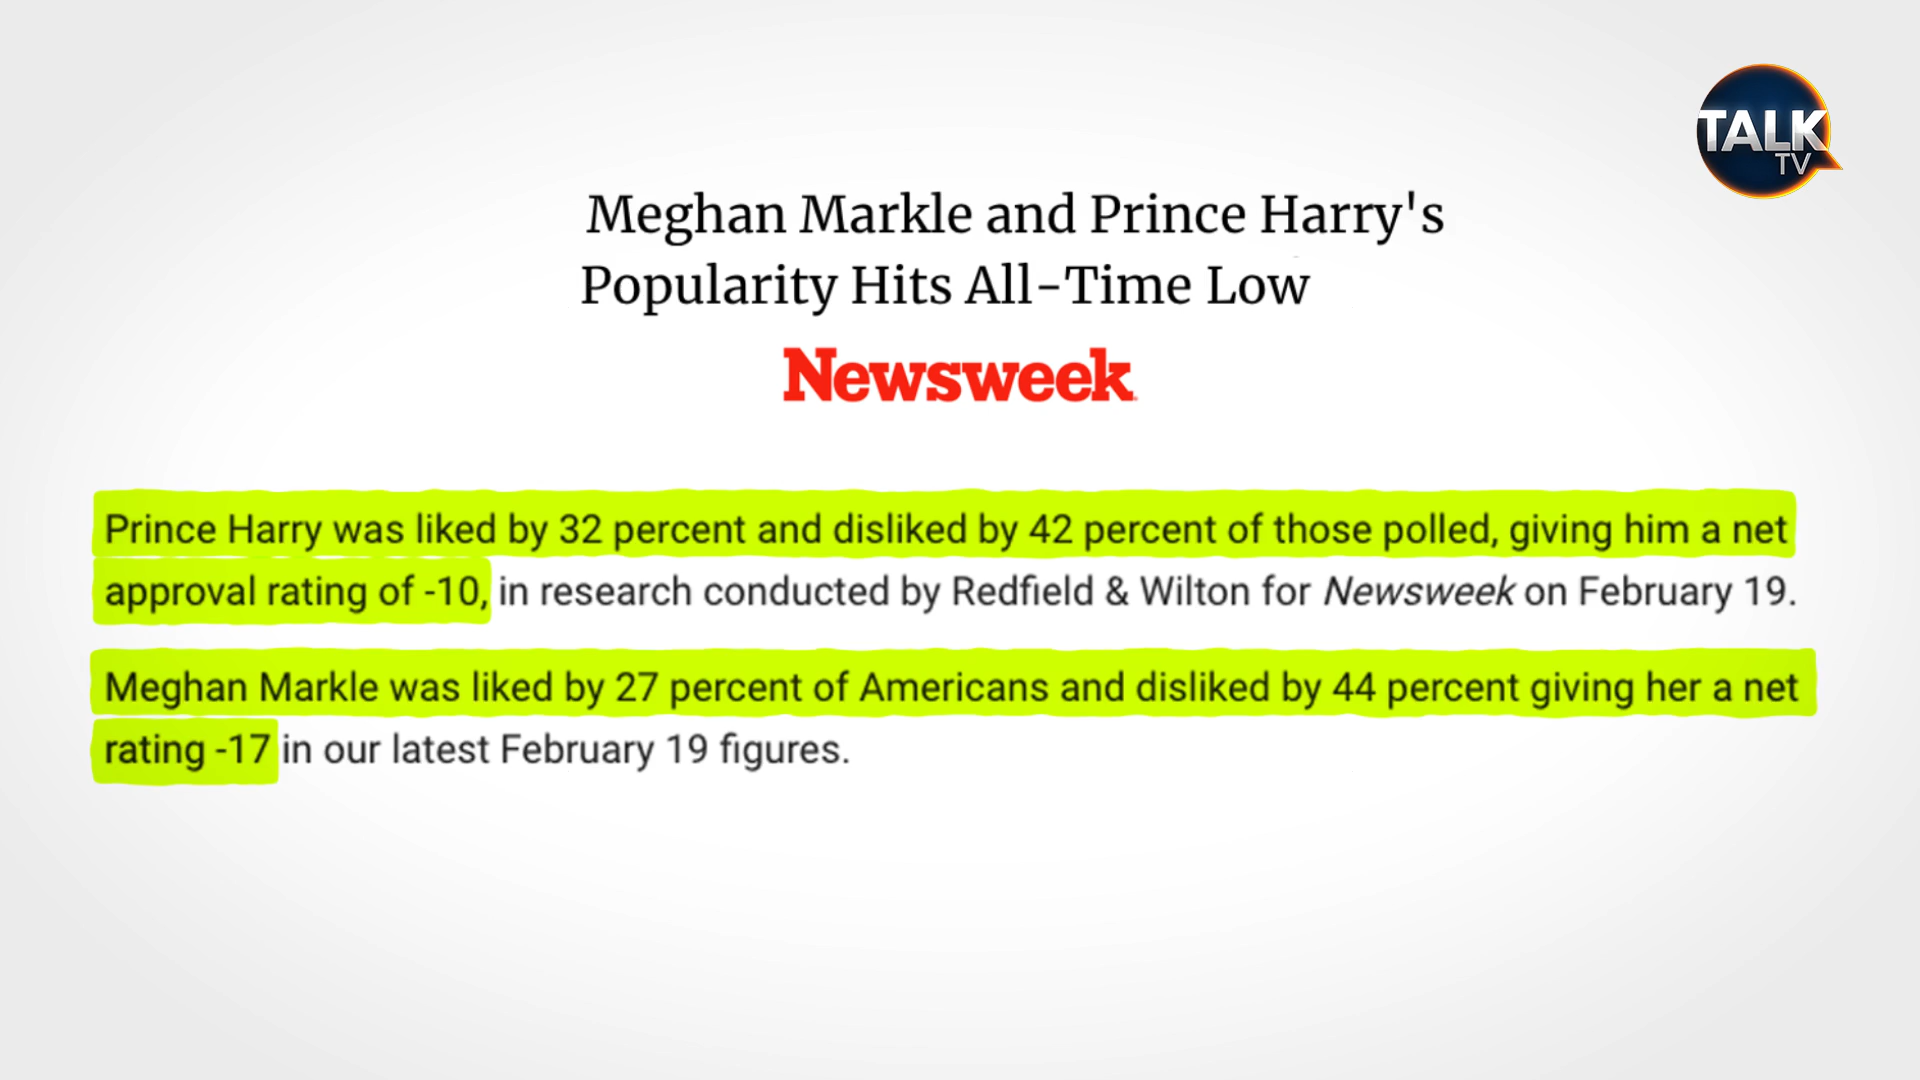 TALK
TV
Meghan Markle and Prince Harry's
Popularity Hits All-Time Low
Newsweek
Prince Harry was liked by 32 percent and disliked by 42 percent of those polled, giving him a net
approval rating of -10, in research conducted by Redfield & Wilton for Newsweek on February 19.
Meghan Markle was liked by 27 percent of Americans and disliked by 44 percent giving her a net
rating -17 in our latest February 19 figures.